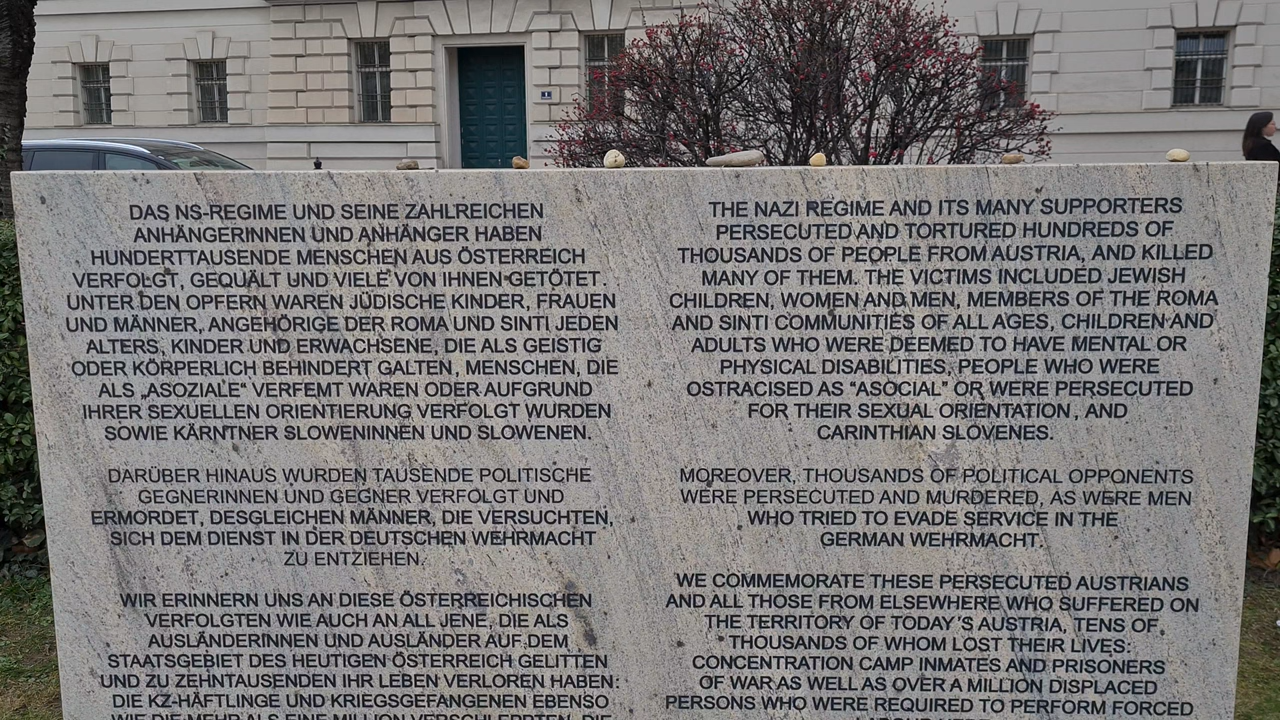 DAS NS-REGIME UND SEINE ZAHLREICHEN
ANHÄNGERINNEN UND ANHÄNGER HABEN
HUNDERTTAUSENDE MENSCHEN AUS ÖSTERREICH
VERFOLGT, GEQUÄLT UND VIELE VON IHNEN GETÖTET.
UNTER DEN OPFERN WAREN JÜDISCHE KINDER, FRAUEN
UND MÄNNER, ANGEHÖRIGE DER ROMA UND SINTI JEDEN
ALTERS, KINDER UND ERWACHSENE, DIE ALS GEISTIG
ODER KÖRPERLICH BEHINDERT GALTEN, MENSCHEN, DIE
ALS „ASOZIALE“ VERFEMT WAREN ODER AUFGRUND
IHRER SEXUELLEN ORIENTIERUNG VERFOLGT WURDEN
SOWIE KÄRNTNER SLOWENINNEN UND SLOWENEN.
DARÜBER HINAUS WURDEN TAUSENDE POLITISCHE
GEGNERINNEN UND GEGNER VERFOLGT UND
ERMORDET, DESGLEICHEN MÄNNER, DIE VERSUCHTEN,
SICH DEM DIENST IN DER DEUTSCHEN WEHRMACHT
ZU ENTZIEHEN.
WIR ERINNERN UNS AN DIESE ÖSTERREICHISCHEN
VERFOLGTEN WIE AUCH AN ALL JENE, DIE ALS
AUSLÄNDERINNEN UND AUSLÄNDER AUF DEM
STAATSGEBIET DES HEUTIGEN ÖSTERREICH GELITTEN
UND ZU ZEHNTAUSENDEN IHR LEBEN VERLOREN HABEN:
DIE KZ-HÄFTLINGE UND KRIEGSGEFANGENEN EBENSO
WIE DIE MEHR ALS EINE MILLION VERSCHLEPPTEN, DIE
THE NAZI REGIME AND ITS MANY SUPPORTERS
PERSECUTED AND TORTURED HUNDREDS OF
THOUSANDS OF PEOPLE FROM AUSTRIA, AND KILLED
MANY OF THEM. THE VICTIMS INCLUDED JEWISH
CHILDREN, WOMEN AND MEN, MEMBERS OF THE ROMA
AND SINTI COMMUNITIES OF ALL AGES, CHILDREN AND
ADULTS WHO WERE DEEMED TO HAVE MENTAL OR
PHYSICAL DISABILITIES, PEOPLE WHO WERE
OSTRACISED AS “ASOCIAL” OR WERE PERSECUTED
FOR THEIR SEXUAL ORIENTATION, AND
CARINTHIAN SLOVENES.
MOREOVER, THOUSANDS OF POLITICAL OPPONENTS
WERE PERSECUTED AND MURDERED, AS WERE MEN
WHO TRIED TO EVADE SERVICE IN THE
GERMAN WEHRMACHT.
WE COMMEMORATE THESE PERSECUTED AUSTRIANS
AND ALL THOSE FROM ELSEWHERE WHO SUFFERED ON
THE TERRITORY OF TODAY'S AUSTRIA, TENS OF
THOUSANDS OF WHOM LOST THEIR LIVES:
CONCENTRATION CAMP INMATES AND PRISONERS
OF WAR AS WELL AS OVER A MILLION DISPLACED
PERSONS WHO WERE REQUIRED TO PERFORM FORCED